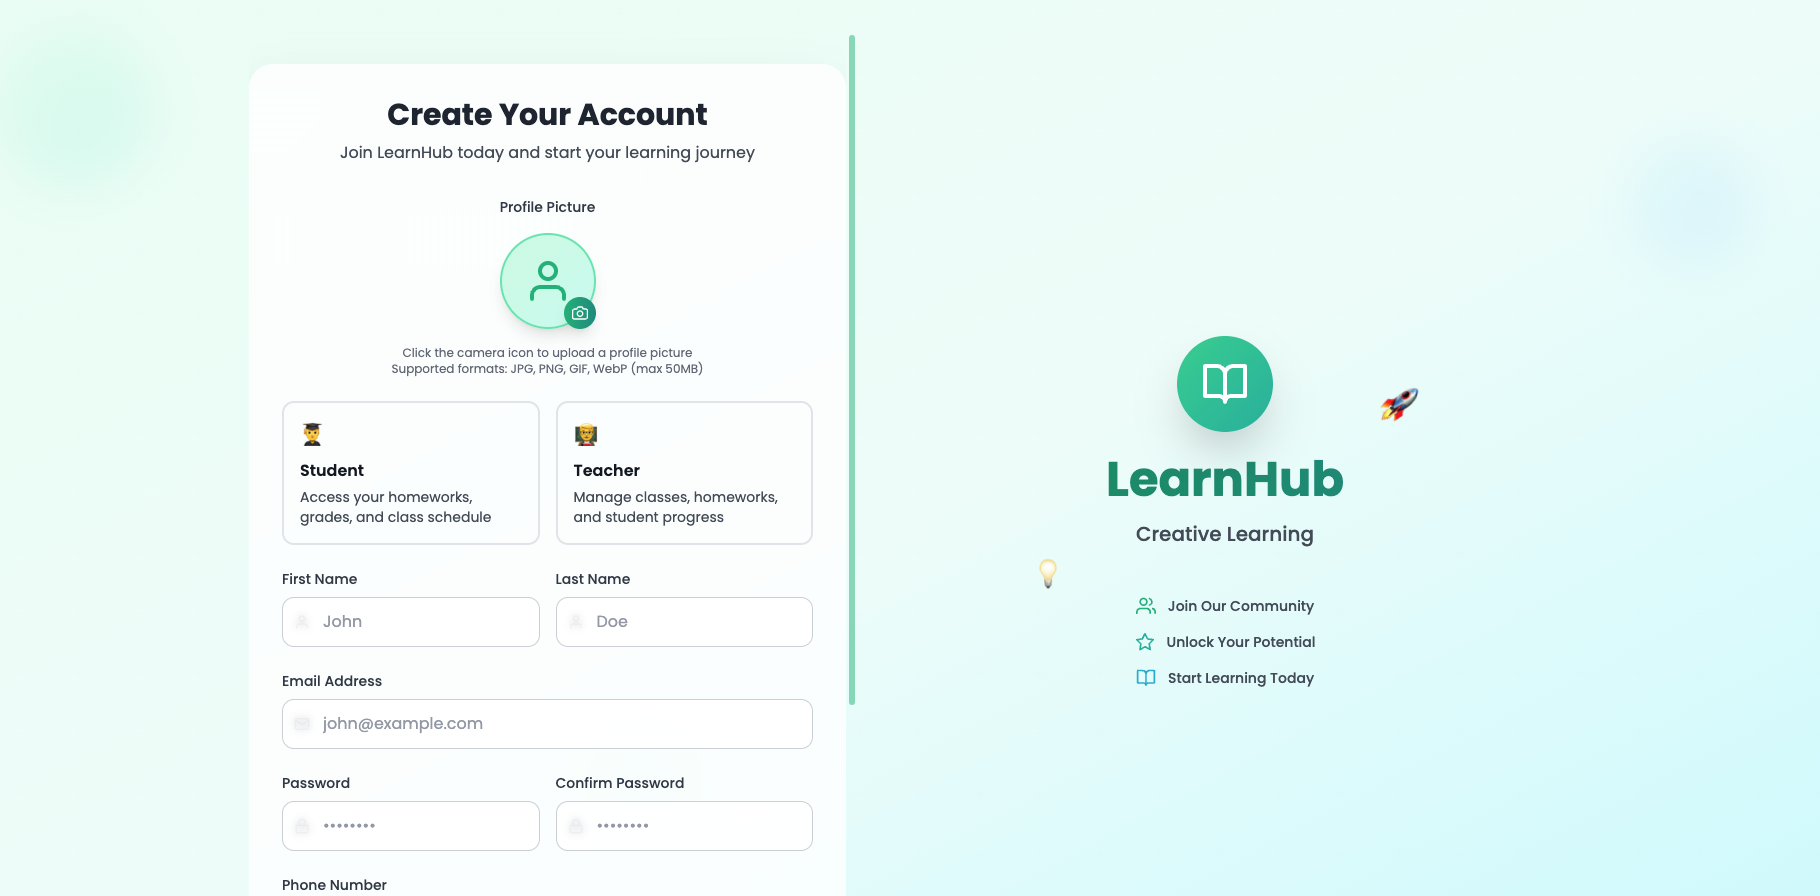 Create Your Account
Join LearnHub today and start your learning journey
Profile Picture
Click the camera icon to upload a profile picture
Supported formats: JPG, PNG, GIF, WebP (max 50MB)
Student
Access your homeworks,
grades, and class schedule
Teacher
Manage classes, homeworks,
and student progress
First Name
John
Last Name
Doe
Email Address
john@example.com
Password
••••••••
Confirm Password
••••••••
Phone Number
LearnHub
Creative Learning
Join Our Community
Unlock Your Potential
Start Learning Today